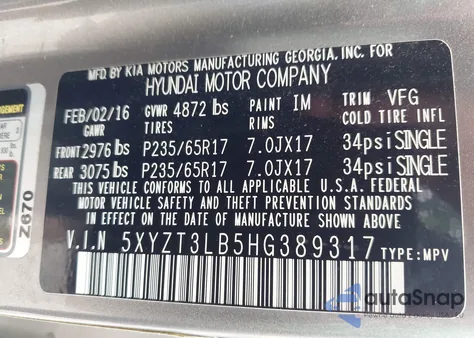 MFD. BY KIA MOTORS MANUFACTURING GEORGIA, INC. FOR
HYUNDAI MOTOR COMPANY
FEB/02/16 GVWR 4872 lbs PAINT IM TRIM VFG
GAWR TIRES RIMS COLD TIRE INFL
FRONT 2976 lbs P235/65R17 7.0JX17 34psi SINGLE
REAR 3075 lbs P235/65R17 7.0JX17 34psi SINGLE
THIS VEHICLE CONFORMS TO ALL APPLICABLE U.S.A. FEDERAL
MOTOR VEHICLE SAFETY AND THEFT PREVENTION STANDARDS
IN EFFECT ON THE DATE OF MANUFACTURE SHOWN ABOVE.
V.I.N 5XYZT3LB5HG389317 TYPE: MPV
Z670
autoSnap